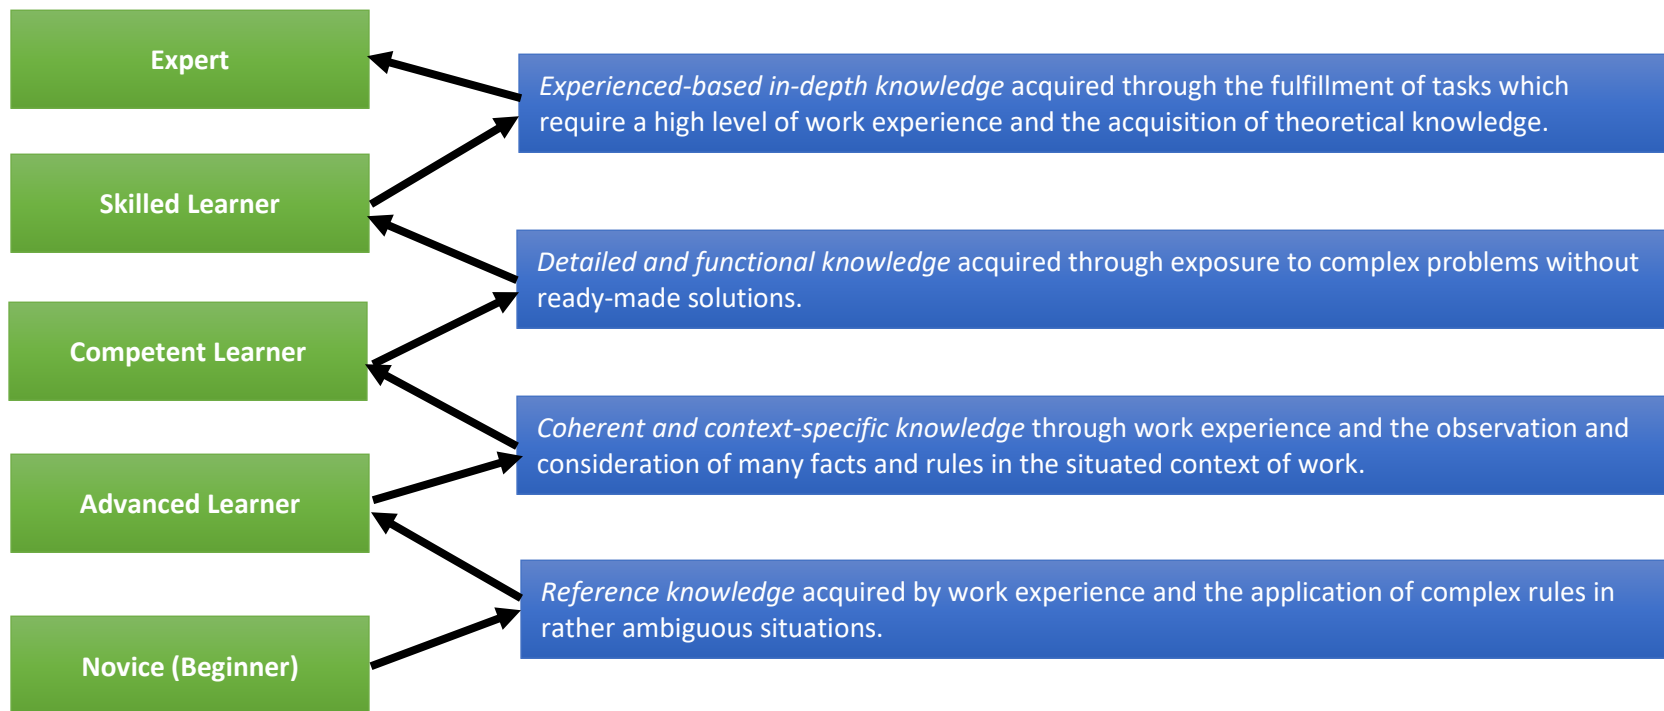 Expert
Experienced-based in-depth knowledge acquired through the fulfillment of tasks which
require a high level of work experience and the acquisition of theoretical knowledge.
Skilled Learner
Detailed and functional knowledge acquired through exposure to complex problems without
ready-made solutions.
Competent Learner
Coherent and context-specific knowledge through work experience and the observation and
consideration of many facts and rules in the situated context of work.
Advanced Learner
Reference knowledge acquired by work experience and the application of complex rules in
rather ambiguous situations.
Novice (Beginner)